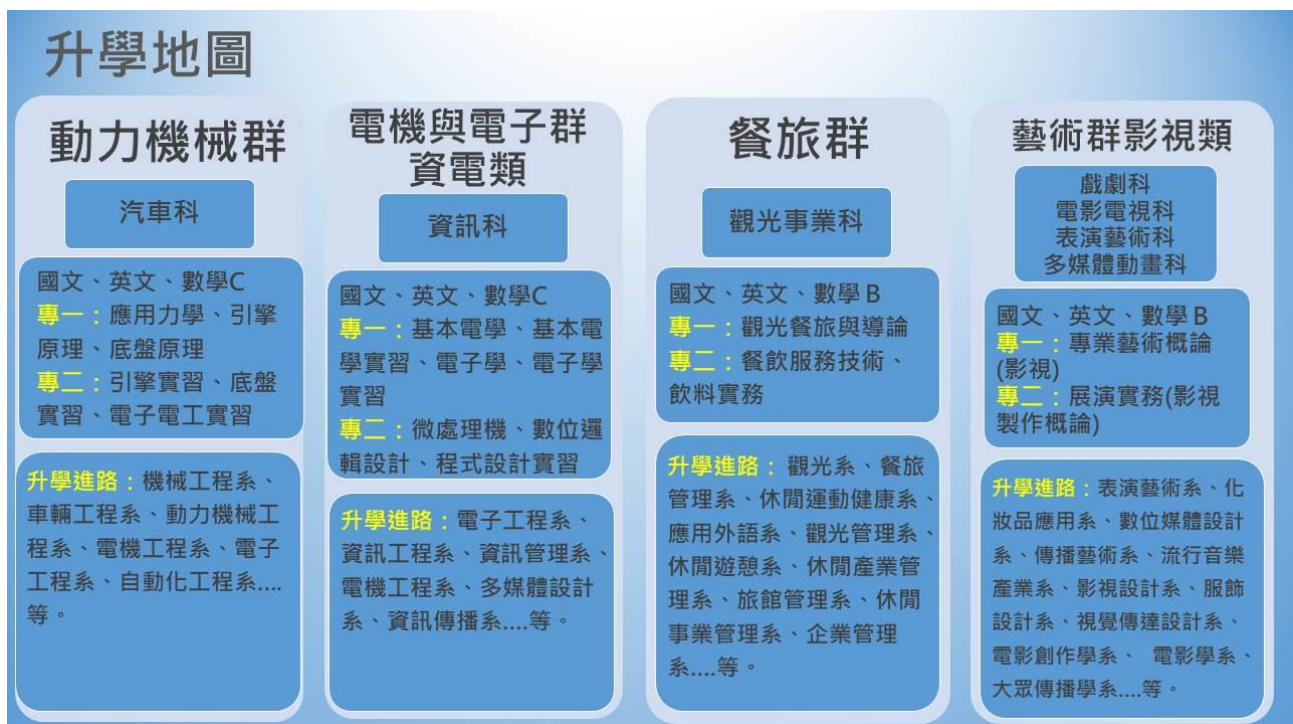 升學地圖
動力機械群
汽車科
國文、英文、數學C
專一：應用力學、引擎
原理、底盤原理
專二：引擎實習、底盤
實習、電子電工實習
升學進路：機械工程系、
車輛工程系、動力機械工
程系、電機工程系、電子
工程系、自動化工程系....
等。
電機與電子群
資電類
資訊科
國文、英文、數學C
專一：基本電學、基本電
學實習、電子學、電子學
實習
專二：微處理機、數位邏
輯設計、程式設計實習
升學進路：電子工程系、
資訊工程系、資訊管理系、
電機工程系、多媒體設計
系、資訊傳播系....等。
餐旅群
觀光事業科
國文、英文、數學 B
專一：觀光餐旅與導論
專二：餐飲服務技術、
飲料實務
升學進路： 觀光系、餐旅
管理系、休閒運動健康系、
應用外語系、觀光管理系、
休閒遊憩系、休閒產業管
理系、旅館管理系、休閒
事業管理系、企業管理
系....等。
藝術群影視類
戲劇科
電影電視科
表演藝術科
多媒體動畫科
國文、英文、數學 B
專一：專業藝術概論
(影視)
專二：展演實務(影視
製作概論)
升學進路：表演藝術系、化
妝品應用系、數位媒體設計
系、傳播藝術系、流行音樂
產業系、影視設計系、服飾
設計系、視覺傳達設計系、
電影創作學系、 電影學系、
大眾傳播學系....等。